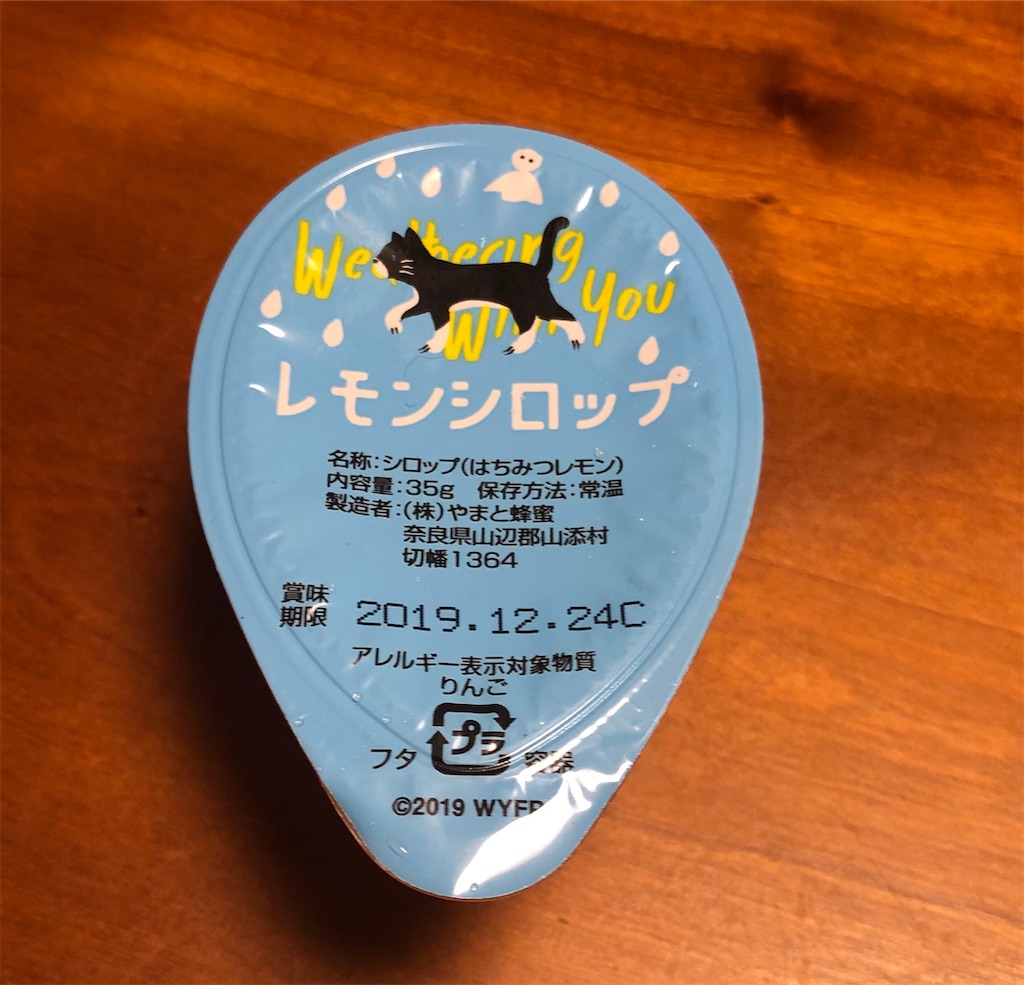 Weathering
With You
レモンシロップ
名称:シロップ(はちみつレモン)
内容量:35g 保存方法:常温
製造者:(株)やまと蜂蜜
奈良県山辺郡山添村
切幡1364
賞味
期限 2019.12.24C
アレルギー表示対象物質
りんご
フタ プラ 容器
©2019 WYFP